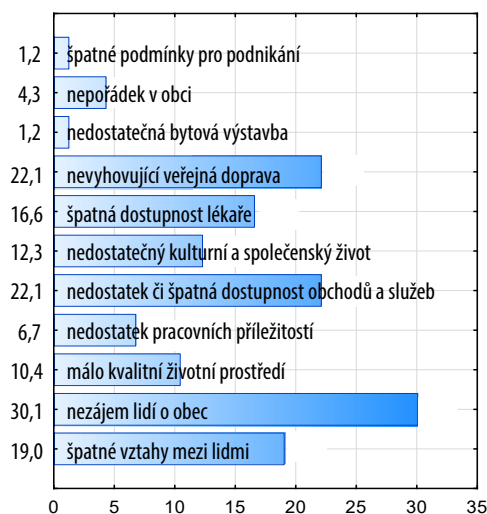 1,2 špatné podmínky pro podnikání
4,3 nepořádek v obci
1,2 nedostatečná bytová výstavba
22,1 nevyhovující veřejná doprava
16,6 špatná dostupnost lékaře
12,3 nedostatečný kulturní a společenský život
22,1 nedostatek či špatná dostupnost obchodů a služeb
6,7 nedostatek pracovních příležitostí
10,4 málo kvalitní životní prostředí
30,1 nezájem lidí o obec
19,0 špatné vztahy mezi lidmi
0 5 10 15 20 25 30 35